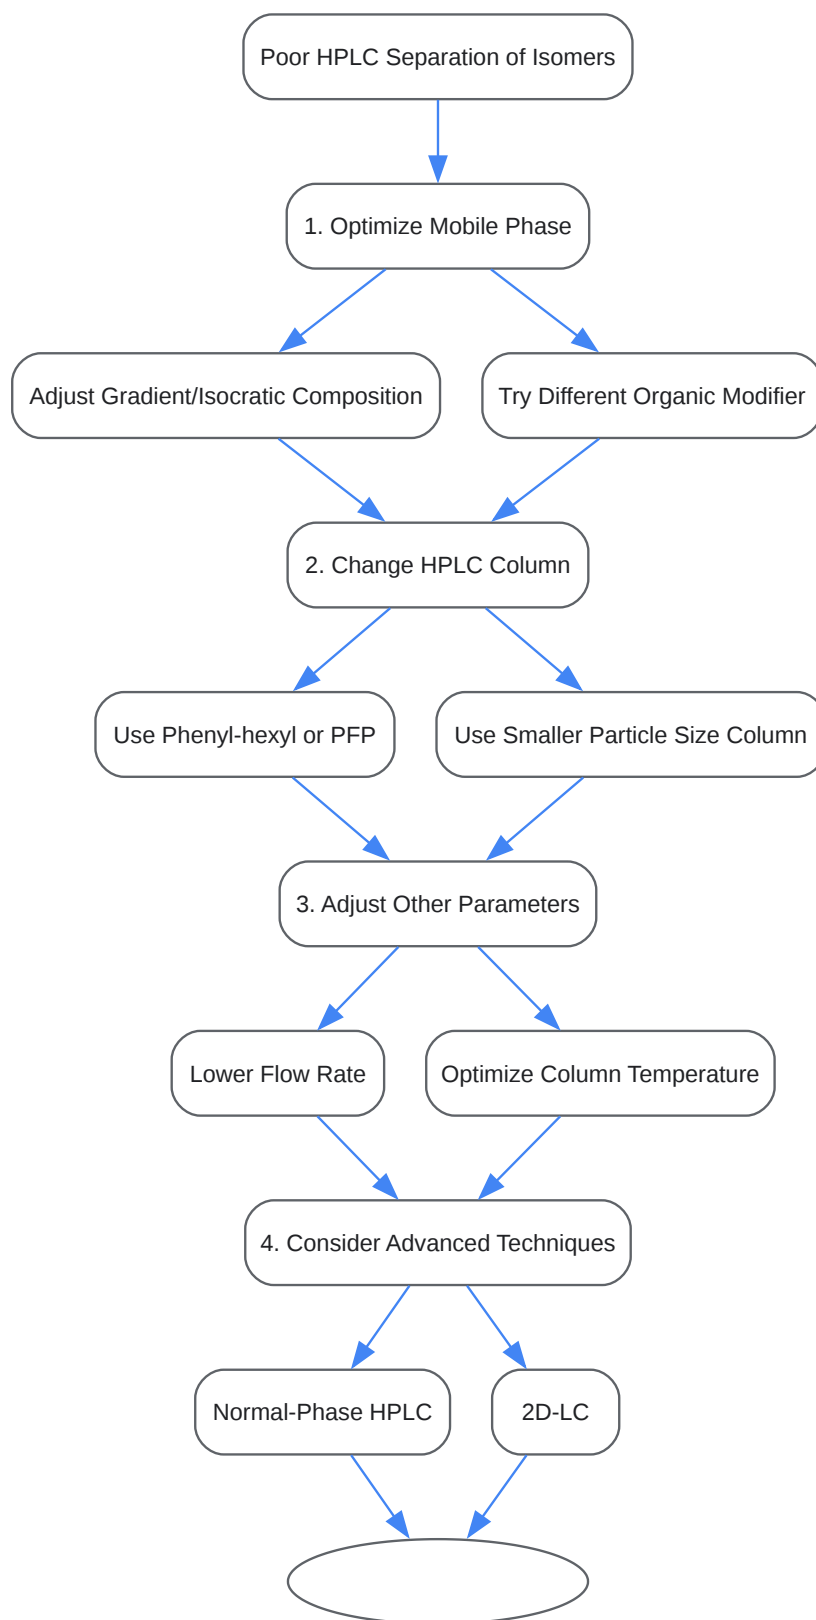 Poor HPLC Separation of Isomers
1. Optimize Mobile Phase
Adjust Gradient/Isocratic Composition
Try Different Organic Modifier
2. Change HPLC Column
Use Phenyl-hexyl or PFP
Use Smaller Particle Size Column
3. Adjust Other Parameters
Lower Flow Rate
Optimize Column Temperature
4. Consider Advanced Techniques
Normal-Phase HPLC
2D-LC